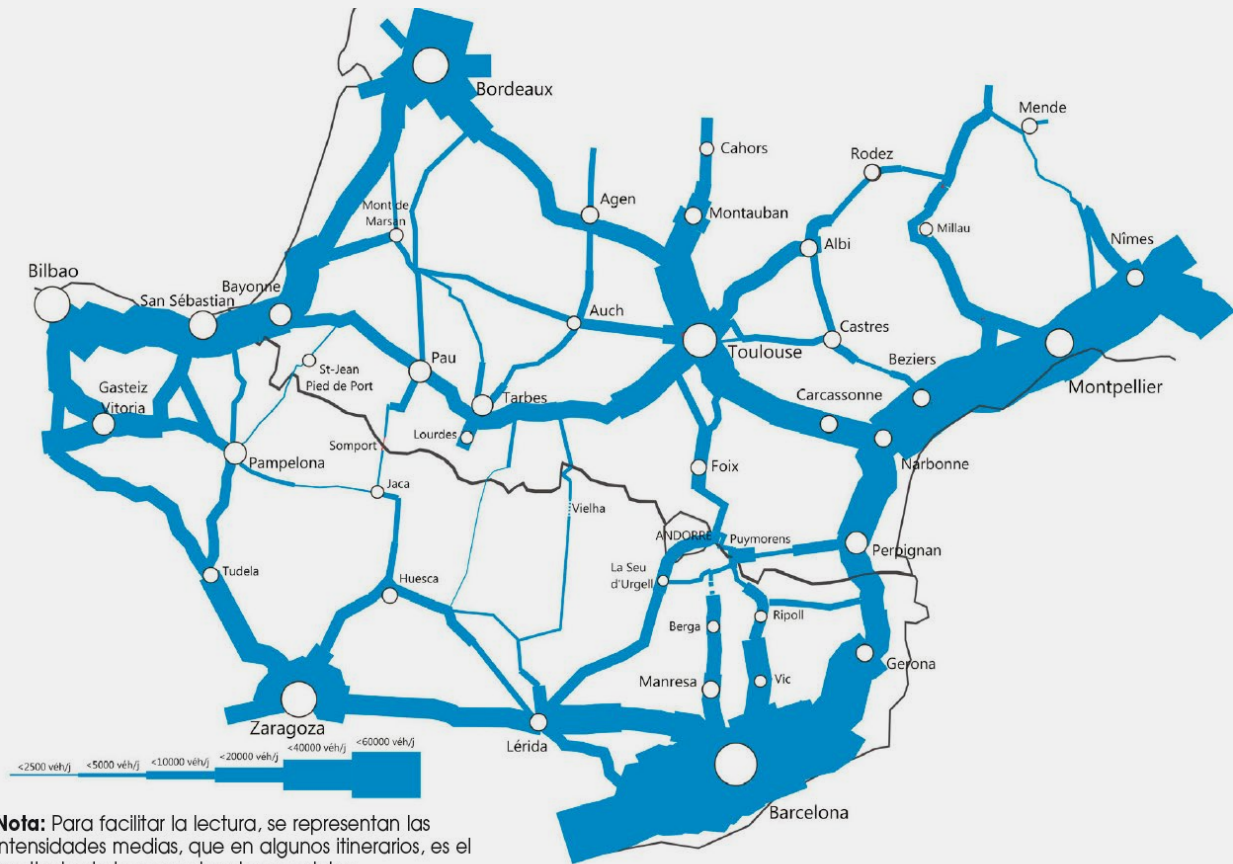 Bordeaux
Mende
Cahors
Rodez
Agen
Montauban
Mont de
Marsan
Millau
Albi
Nîmes
Bilbao
Bayonne
San Sébastian
Auch
Castres
Toulouse
Pau
St-Jean
Pied de Port
Beziers
Montpellier
Gasteiz
Vitoria
Tarbes
Carcassonne
Lourdes
Somport
Pampelona
Foix
Narbonne
Jaca
Vielha
ANDORRE
Puymorens
Perpignan
La Seu
d'Urgell
Tudela
Huesca
Ripoll
Berga
Gerona
Manresa
Vic
Zaragoza
Lérida
Barcelona
<2500 véh/j
<5000 véh/j
<10000 véh/j
<20000 véh/j
<40000 véh/j
<60000 véh/j
Nota: Para facilitar la lectura, se representan las
intensidades medias, que en algunos itinerarios, es el